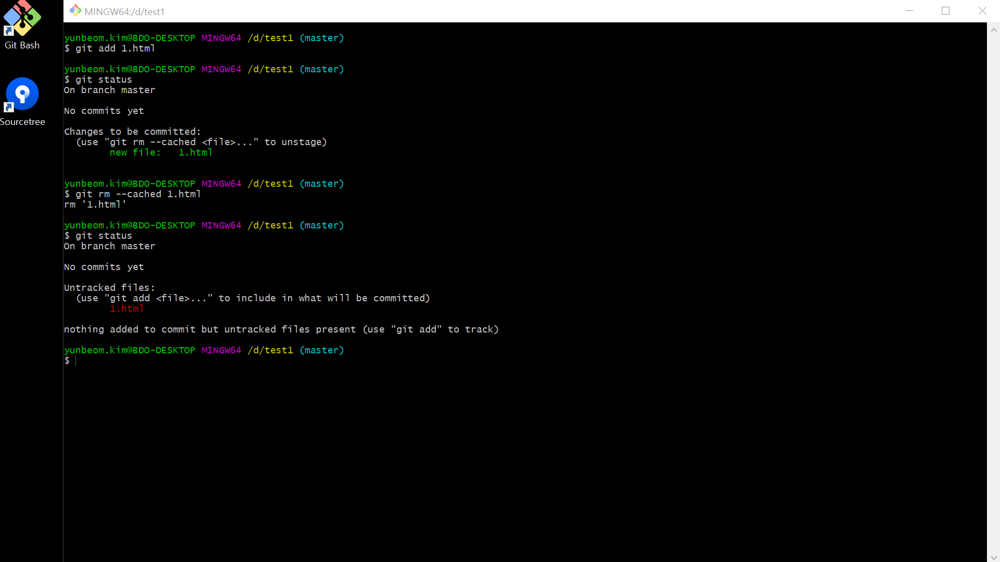 MINGW64:/d/test1
Git Bash
Sourcetree
yunbeom.kim@BDO-DESKTOP MINGW64 /d/test1 (master)
$ git add 1.html
yunbeom.kim@BDO-DESKTOP MINGW64 /d/test1 (master)
$ git status
On branch master
No commits yet
Changes to be committed:
  (use "git rm --cached <file>..." to unstage)
        new file:   1.html
yunbeom.kim@BDO-DESKTOP MINGW64 /d/test1 (master)
$ git rm --cached 1.html
rm '1.html'
yunbeom.kim@BDO-DESKTOP MINGW64 /d/test1 (master)
$ git status
On branch master
No commits yet
Untracked files:
  (use "git add <file>..." to include in what will be committed)
        1.html
nothing added to commit but untracked files present (use "git add" to track)
yunbeom.kim@BDO-DESKTOP MINGW64 /d/test1 (master)
$